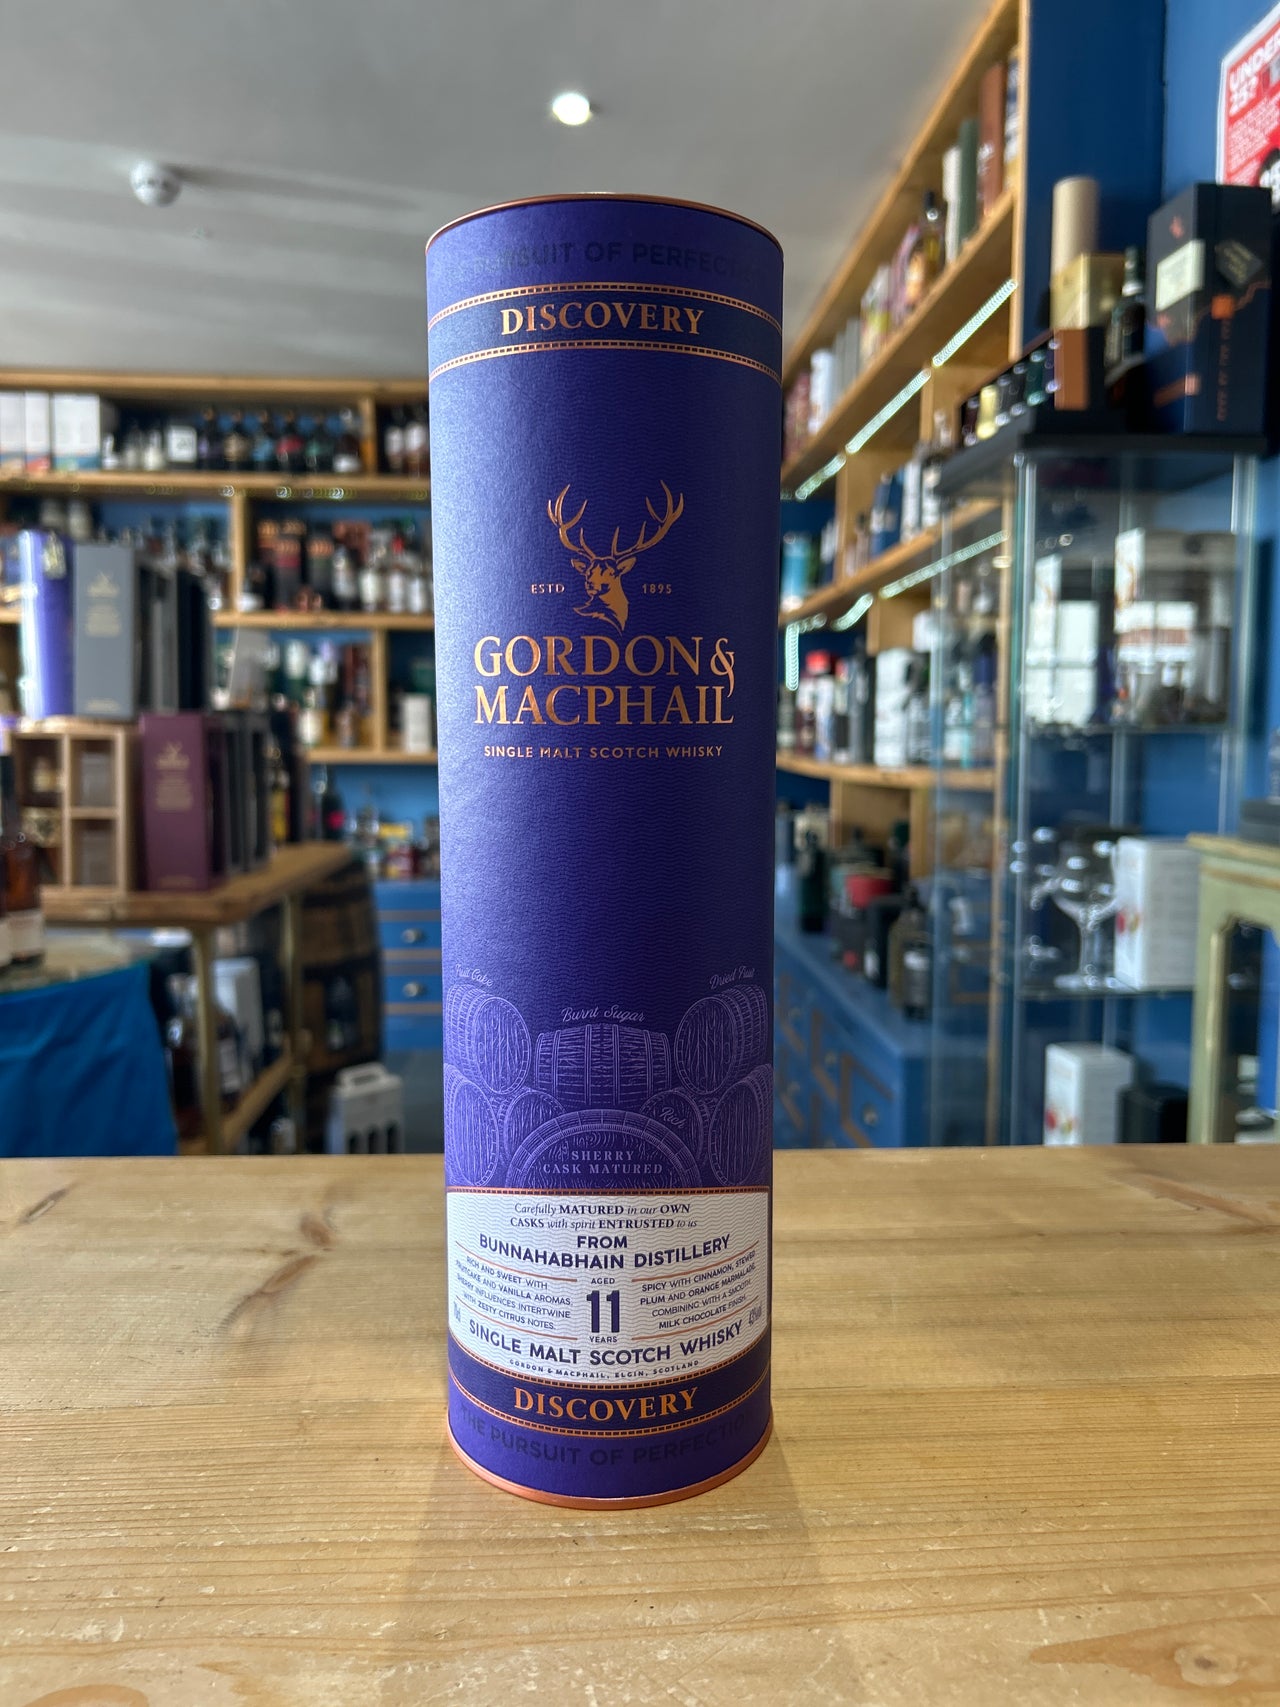 PURSUIT OF PERFECTION
DISCOVERY
ESTD 1895
GORDON &
MACPHAIL
SINGLE MALT SCOTCH WHISKY
Fruit Cake
Dried Fruit
Burnt Sugar
Rich
SHERRY
CASK MATURED
Carefully MATURED in our OWN
CASKS with spirit ENTRUSTED to us
FROM
BUNNAHABHAIN DISTILLERY
RICH AND SWEET WITH
FRUITCAKE AND VANILLA AROMAS,
SHERRY INFLUENCES INTERTWINE
WITH ZESTY CITRUS NOTES.
AGED
11
YEARS
SPICY WITH CINNAMON, STEWED
PLUM AND ORANGE MARMALADE,
COMBINING WITH A SMOOTH,
MILK CHOCOLATE FINISH.
SINGLE MALT SCOTCH WHISKY
GORDON & MACPHAIL, ELGIN, SCOTLAND
DISCOVERY
THE PURSUIT OF PERFECTION
UNDER
25?